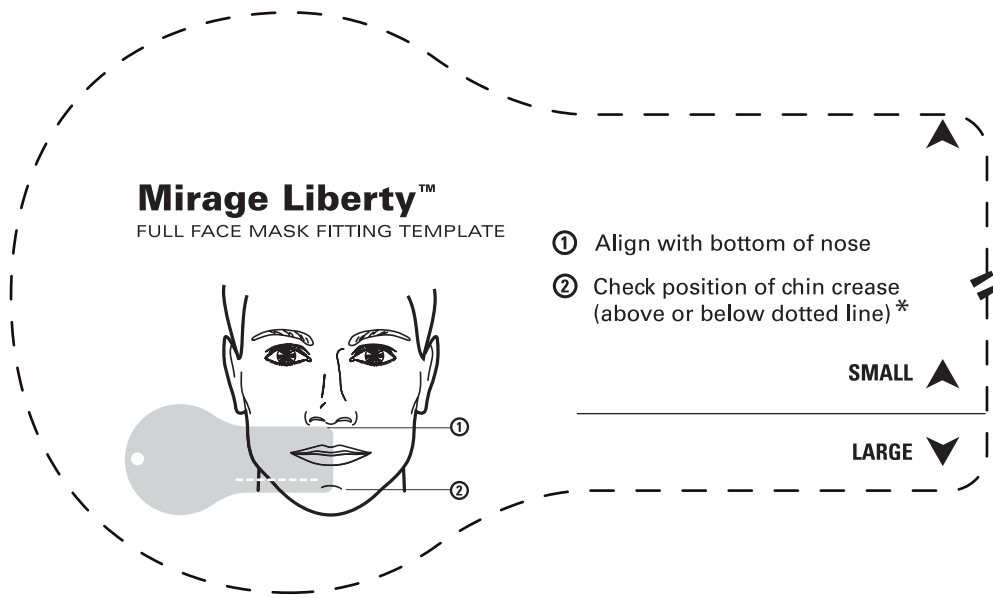 Mirage Liberty™
FULL FACE MASK FITTING TEMPLATE
① Align with bottom of nose
② Check position of chin crease
(above or below dotted line)*
SMALL
LARGE
①
②